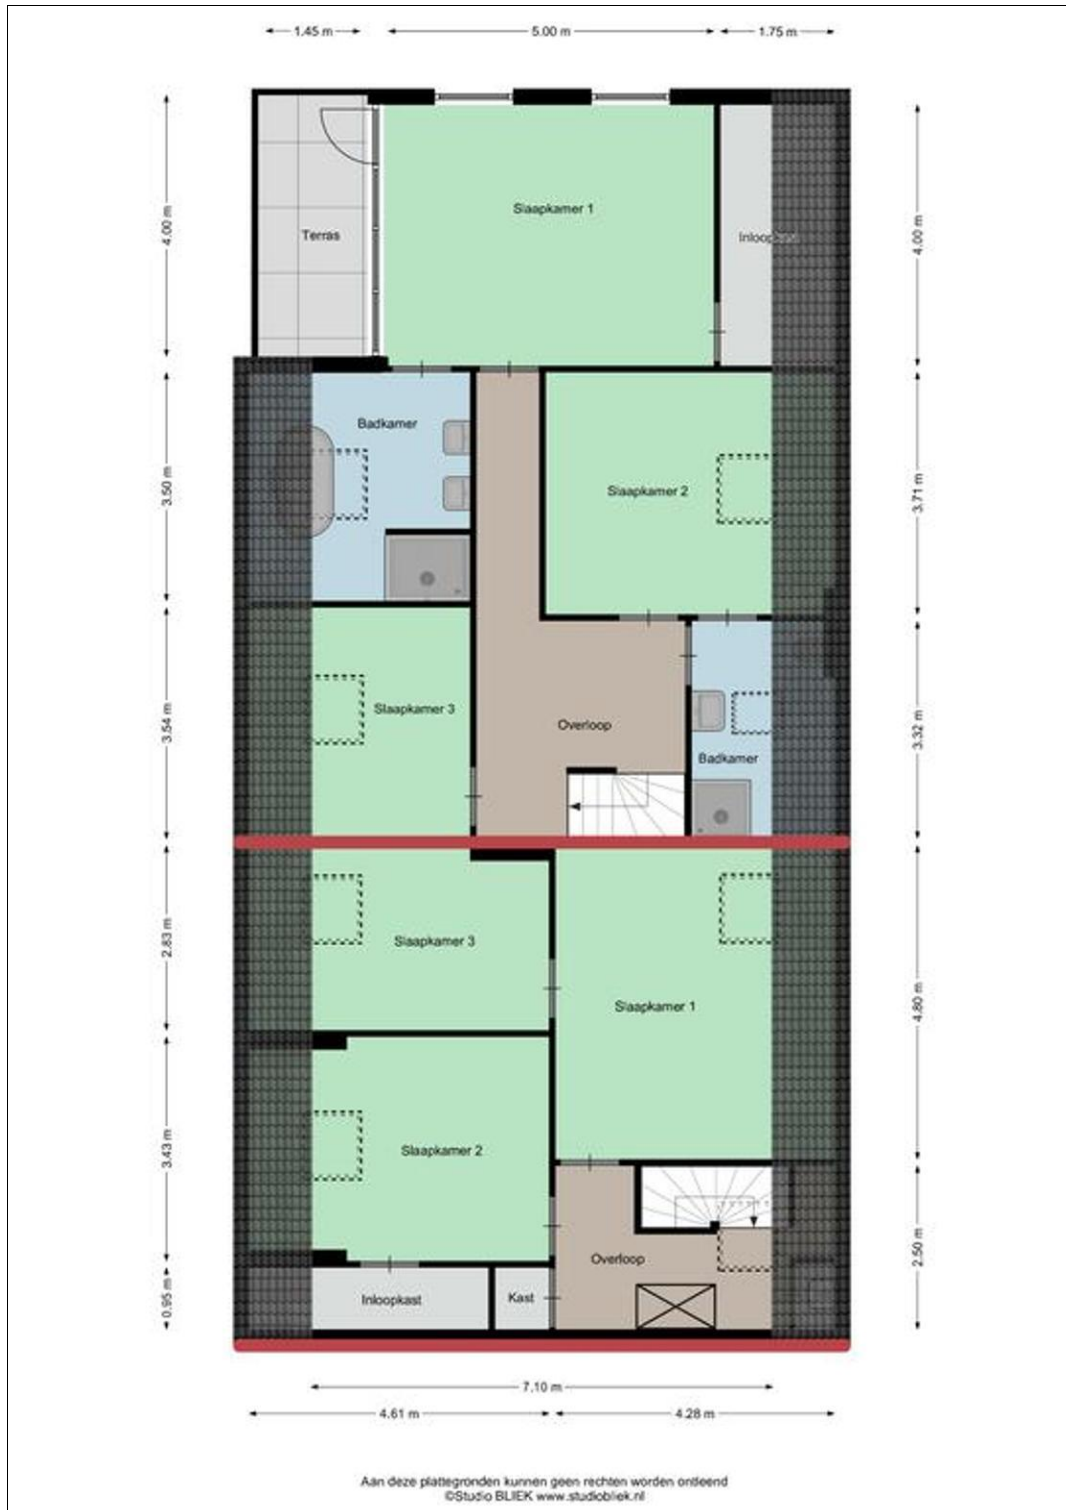 1.45 m
5.00 m
1.75 m
4.00 m
Slaapkamer 1
Terras
Inloopkast
4.00 m
Badkamer
3.50 m
Slaapkamer 2
3.71 m
3.54 m
Slaapkamer 3
Overloop
3.32 m
Badkamer
2.83 m
Slaapkamer 3
Slaapkamer 1
4.80 m
3.43 m
Slaapkamer 2
Overloop
2.50 m
0.95 m
Inloopkast
Kast
7.10 m
4.61 m
4.28 m
Aan deze plattegronden kunnen geen rechten worden ontleend
©Studio BLIEK www.studiobliek.nl